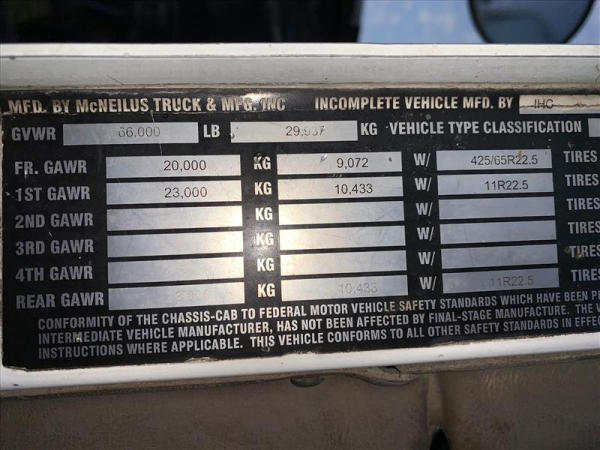 MFD. BY McNEILUS TRUCK & MFG. INC INCOMPLETE VEHICLE MFD. BY IHC
GVWR 66,000 LB 29,937 KG VEHICLE TYPE CLASSIFICATION
FR. GAWR 20,000 KG 9,072 W/ 425/65R22.5 TIRES
1ST GAWR 23,000 KG 10,433 W/ 11R22.5 TIRES
2ND GAWR KG W/ TIRES
3RD GAWR KG W/ TIRES
4TH GAWR KG W/ TIRES
REAR GAWR KG 10,433 W/ 11R22.5 TIRES
CONFORMITY OF THE CHASSIS-CAB TO FEDERAL MOTOR VEHICLE SAFETY STANDARDS WHICH HAVE BEEN
INTERMEDIATE VEHICLE MANUFACTURER, HAS NOT BEEN AFFECTED BY FINAL-STAGE MANUFACTURE. THE V
INSTRUCTIONS WHERE APPLICABLE. THIS VEHICLE CONFORMS TO ALL OTHER SAFETY STANDARDS IN EFFEC